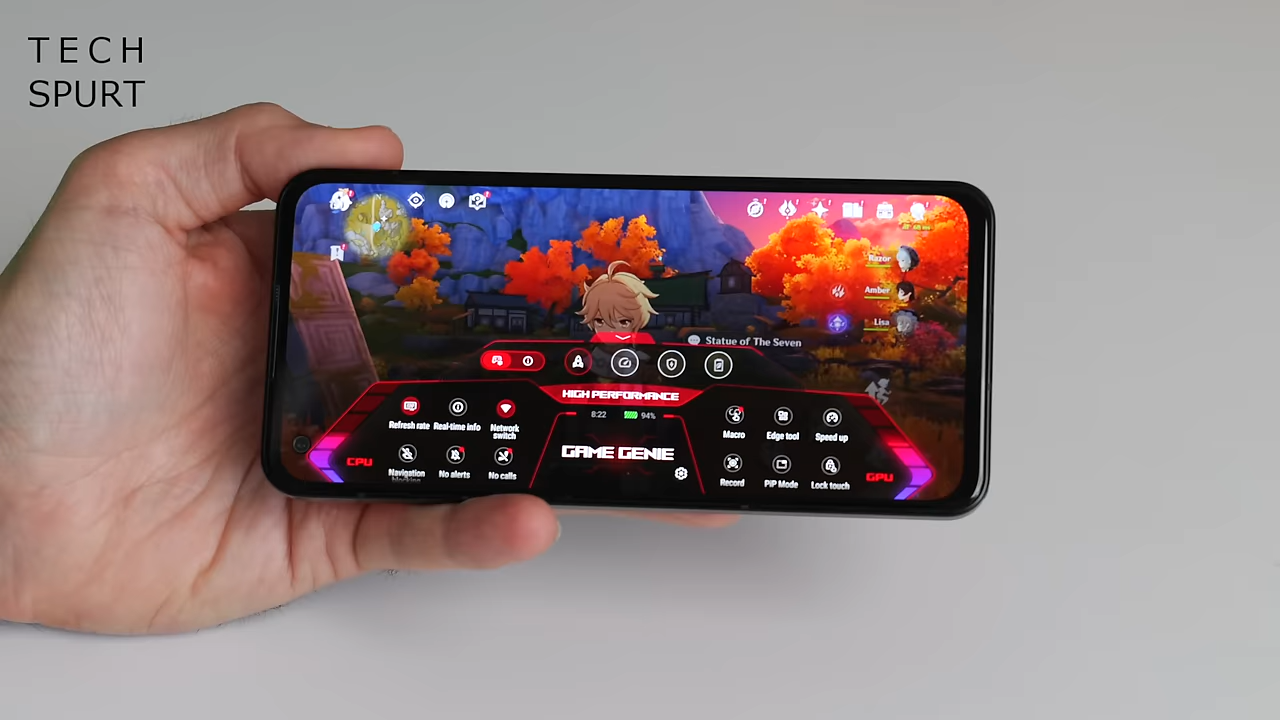 TECH
SPURT
Razor
Amber
Lisa
Statue of The Seven
HIGH PERFORMANCE
8:22 94%
GAME GENIE
Refresh rate
Real-time info
Network
switch
Navigation
blocking
No alerts
No calls
CPU
Macro
Edge tool
Speed up
Record
PiP Mode
Lock touch
GPU